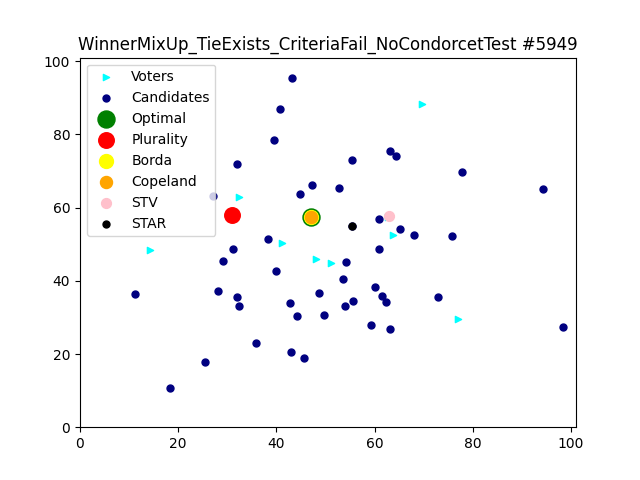 WinnerMixUp_TieExists_CriteriaFail_NoCondorcetTest #5949
Voters
Candidates
Optimal
Plurality
Borda
Copeland
STV
STAR
100
80
60
40
20
0
0 20 40 60 80 100